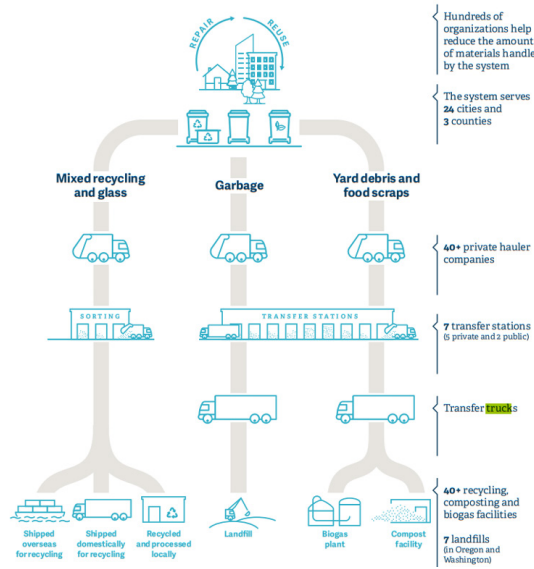 REPAIR
REUSE
Hundreds of
organizations help
reduce the amount
of materials handle
by the system
The system serves
24 cities and
3 counties
Mixed recycling
and glass
Garbage
Yard debris and
food scraps
40+ private hauler
companies
SORTING
TRANSFER STATIONS
7 transfer stations
(5 private and 2 public)
Transfer trucks
40+ recycling,
composting and
biogas facilities
Shipped
overseas
for recycling
Shipped
domestically
for recycling
Recycled
and processed
locally
Landfill
Biogas
plant
Compost
facility
7 landfills
(in Oregon and
Washington)